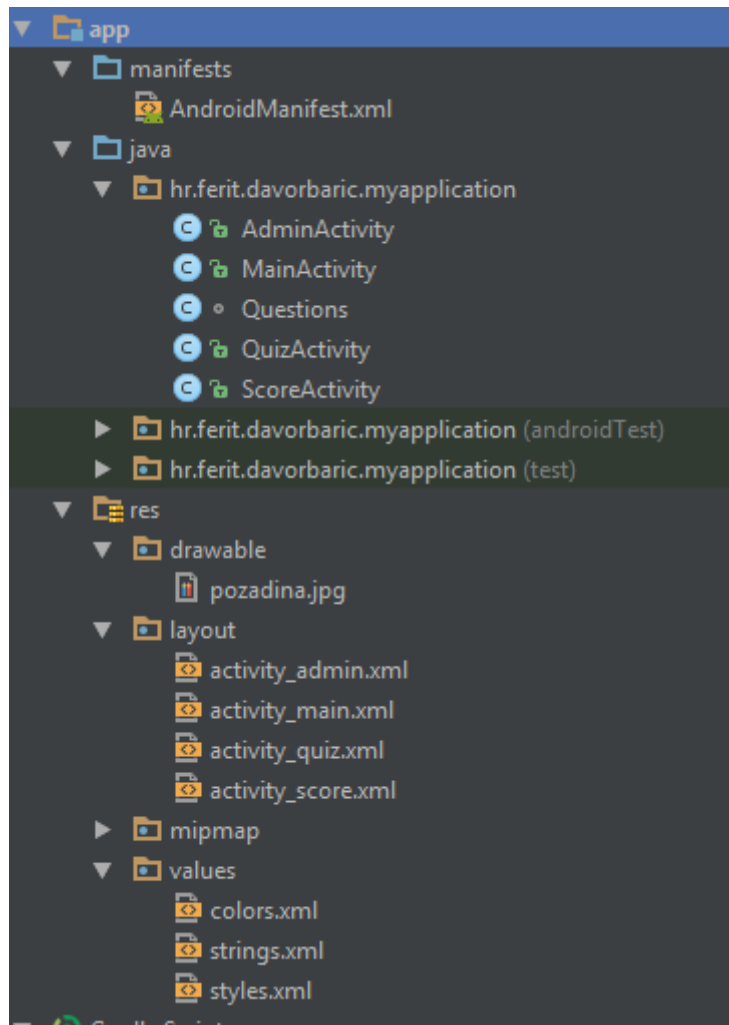 app
manifests
AndroidManifest.xml
java
hr.ferit.davorbaric.myapplication
AdminActivity
MainActivity
Questions
QuizActivity
ScoreActivity
hr.ferit.davorbaric.myapplication (androidTest)
hr.ferit.davorbaric.myapplication (test)
res
drawable
pozadina.jpg
layout
activity_admin.xml
activity_main.xml
activity_quiz.xml
activity_score.xml
mipmap
values
colors.xml
strings.xml
styles.xml